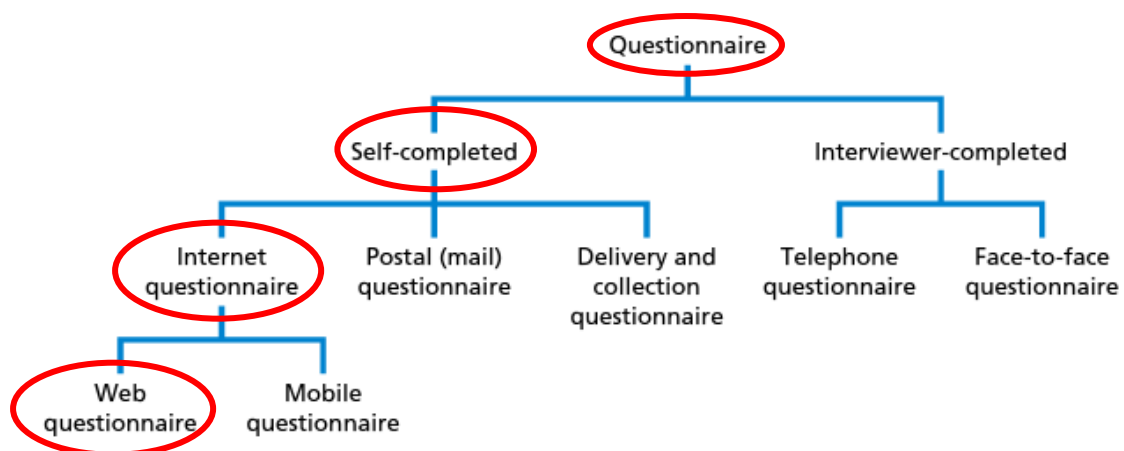 Questionnaire
Self-completed
Interviewer-completed
Internet
questionnaire
Postal (mail)
questionnaire
Delivery and
collection
questionnaire
Telephone
questionnaire
Face-to-face
questionnaire
Web
questionnaire
Mobile
questionnaire